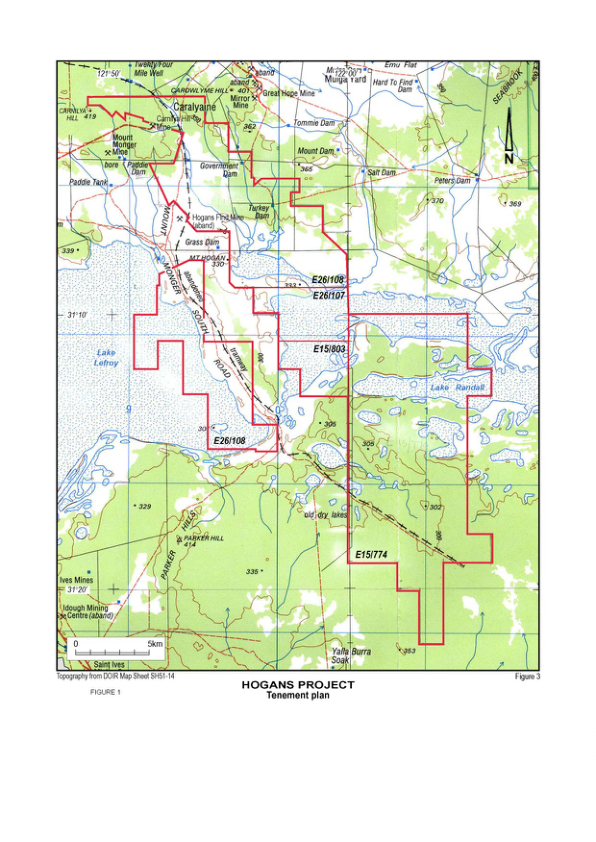 Twenty Four
Mile Well
121°50'
aband
CARDWLYME HILL
401
Mirror
Mine
Great Hope Mine
122°00'
Yard
Emu Flat
Hard To Find
Dam
SEABROOK
CARNILYA
HILL
419
Caralyaine
Carnilya Hill
Mine
362
Tommie Dam
N
Mount
Monger
Mine
bore
Paddle
Dam
Government
Dam
Mount Dam
366
Salt Dam
Peters Dam
Paddle Tank
370
369
Turkey
Dam
MOUNT
MONGER
Hogans Find Mine
(aband)
Grass Dam
339
MT HOGAN
330
abandoned
tramway
333
E26/108
E26/107
31°10'
SOUTH
ROAD
300
E15/803
Lake
Lefroy
Lake Randall
30
E26/108
305
305
329
old dry lakes
302
300
PARKER
HILLS
PARKER HILL
414
E15/774
335
Ives Mines
31°20'
Idough Mining
Centre (aband)
0
5km
Saint Ives
Yalla Burra
Soak
353
Topography from DOIR Map Sheet SH51-14
Figure 3
HOGANS PROJECT
Tenement plan
FIGURE 1